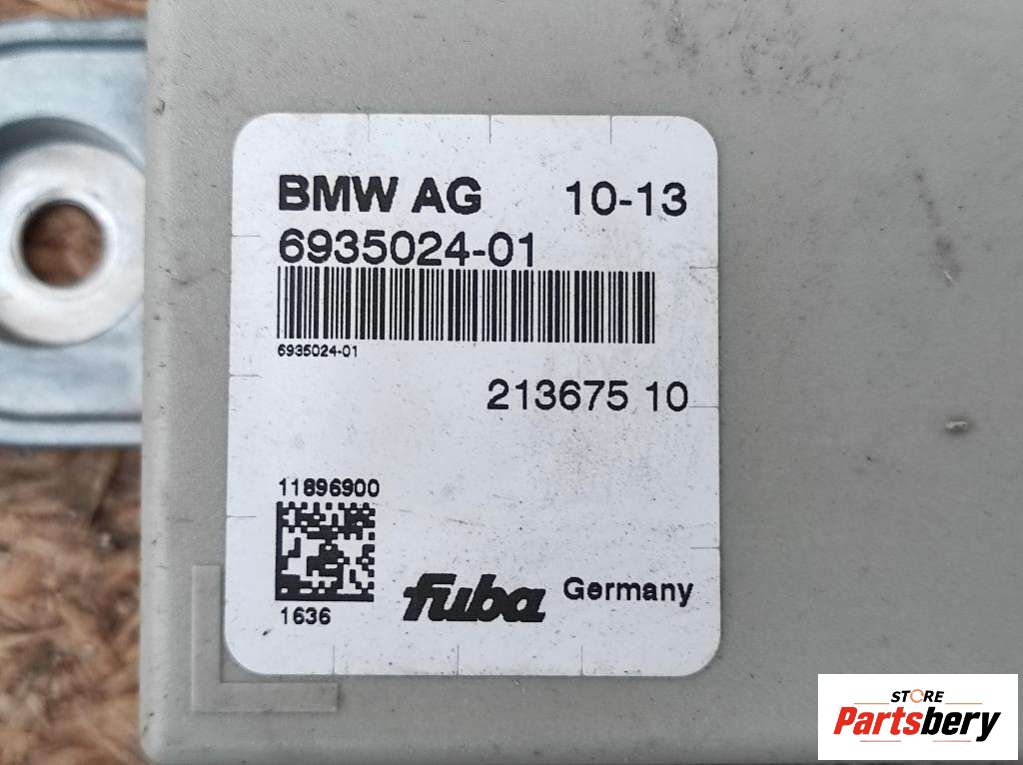 BMW AG 10-13
6935024-01
6935024-01
213675 10
11896900
1636
fuba Germany
STORE
Partsbery